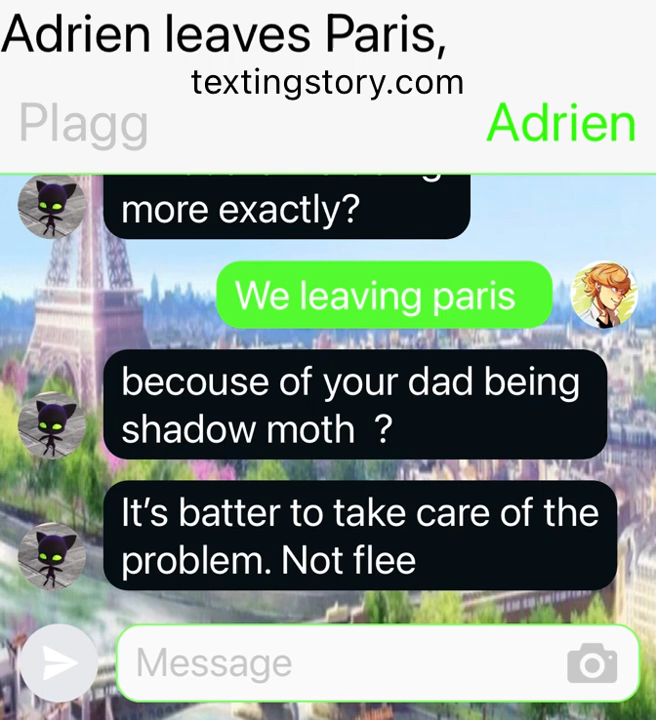 Adrien leaves Paris,
textingstory.com
Plagg
Adrien
more exactly?
We leaving paris
becouse of your dad being
shadow moth ?
It's batter to take care of the
problem. Not flee
Message